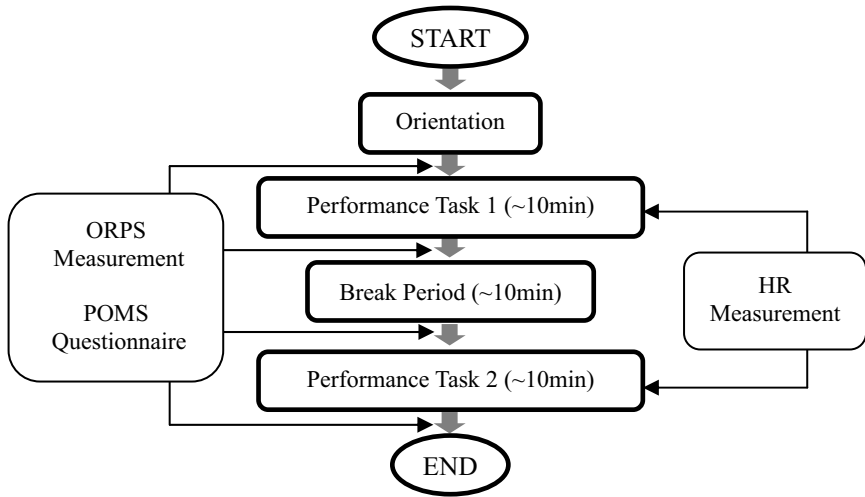 START
Orientation
Performance Task 1 (~10min)
ORPS
Measurement
POMS
Questionnaire
Break Period (~10min)
HR
Measurement
Performance Task 2 (~10min)
END